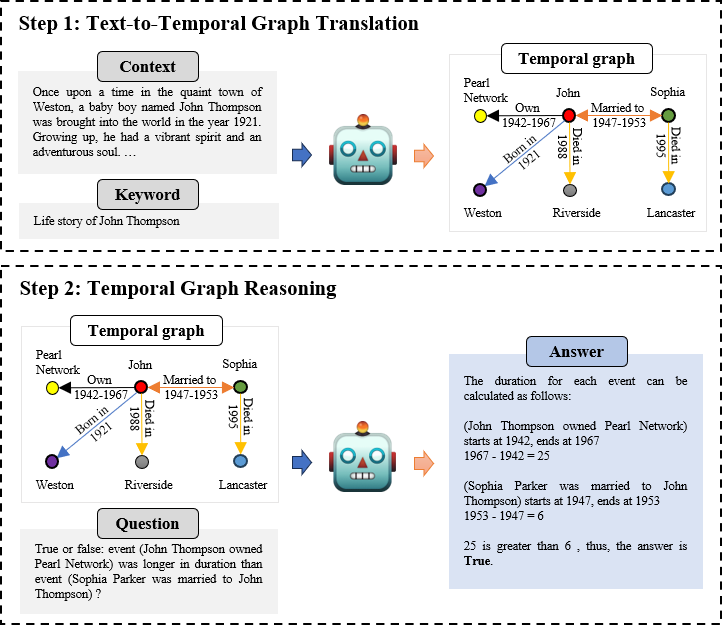 Step 1: Text-to-Temporal Graph Translation
Context
Once upon a time in the quaint town of
Weston, a baby boy named John Thompson
was brought into the world in the year 1921.
Growing up, he had a vibrant spirit and an
adventurous soul. …
Keyword
Life story of John Thompson
Temporal graph
Pearl
Network
John
Sophia
Own
1942-1967
Married to
1947-1953
Born in
1921
Died in
1988
Died in
1995
Weston
Riverside
Lancaster
Step 2: Temporal Graph Reasoning
Temporal graph
Pearl
Network
John
Sophia
Own
1942-1967
Married to
1947-1953
Born in
1921
Died in
1988
Died in
1995
Weston
Riverside
Lancaster
Question
True or false: event (John Thompson owned
Pearl Network) was longer in duration than
event (Sophia Parker was married to John
Thompson) ?
Answer
The duration for each event can be
calculated as follows:
(John Thompson owned Pearl Network)
starts at 1942, ends at 1967
1967 - 1942 = 25
(Sophia Parker was married to John
Thompson) starts at 1947, ends at 1953
1953 - 1947 = 6
25 is greater than 6 , thus, the answer is
True.